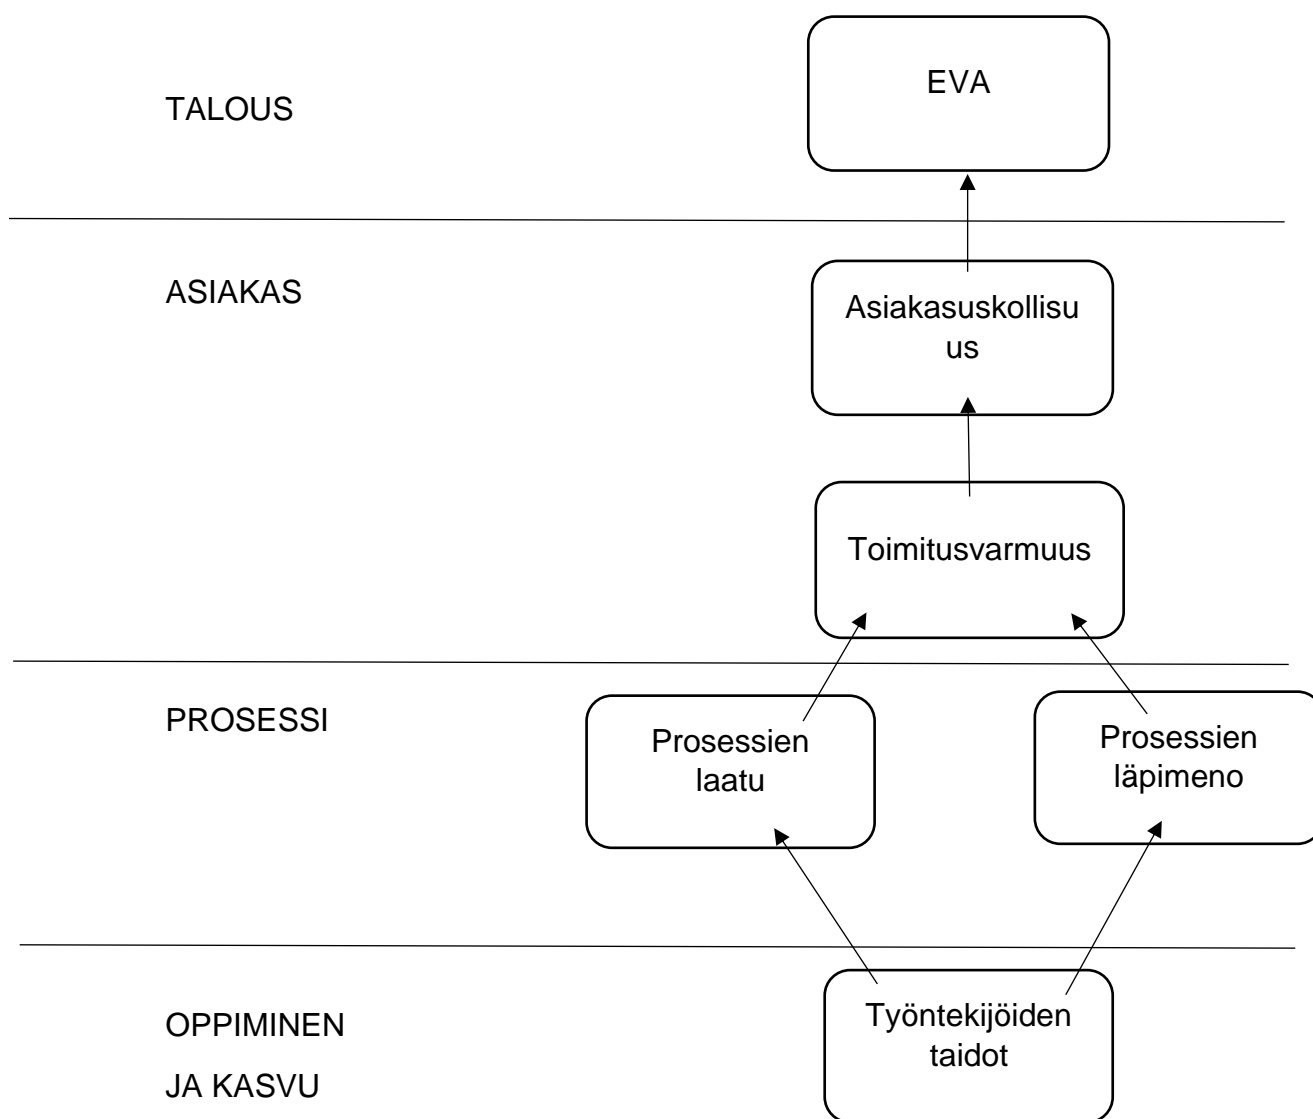 EVA
TALOUS
ASIAKAS
Asiakasuskollisu
us
Toimitusvarmuus
PROSESSI
Prosessien
laatu
Prosessien
läpimeno
OPPIMINEN
JA KASVU
Työntekijöiden
taidot